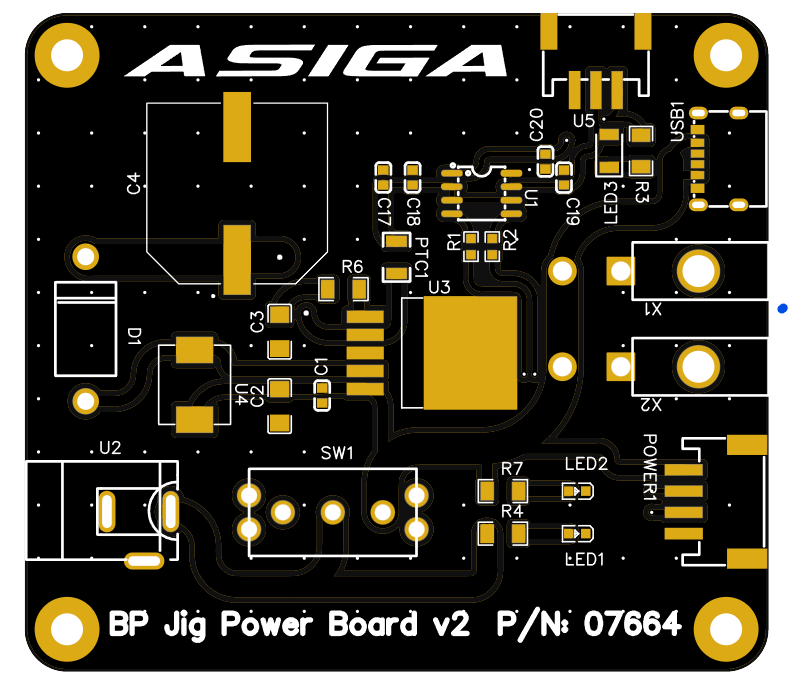 ASIGA
C20
U5
USB1
C4
C17
C18
U1
C19
LED3
R3
R1
R2
PTC1
R6
U3
X1
C3
D1
C1
U4
C2
X2
U2
SW1
R7
LED2
POWER1
R4
LED1
BP Jig Power Board v2 P/N: 07664